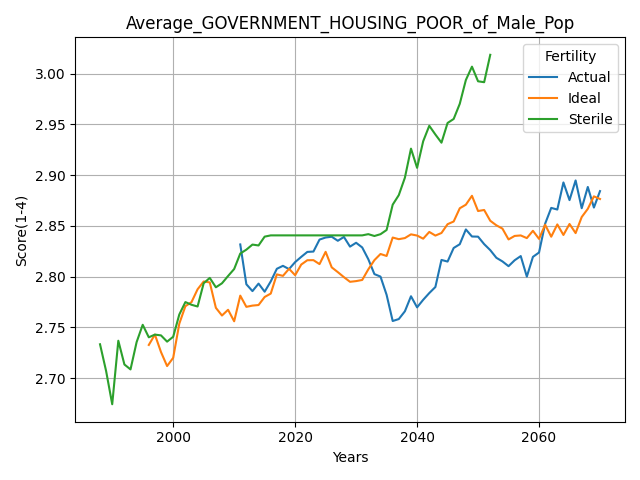 Average_GOVERNMENT_HOUSING_POOR_of_Male_Pop
Fertility
Actual
Ideal
Sterile
Score(1-4)
3.00
2.95
2.90
2.85
2.80
2.75
2.70
2000
2020
2040
2060
Years